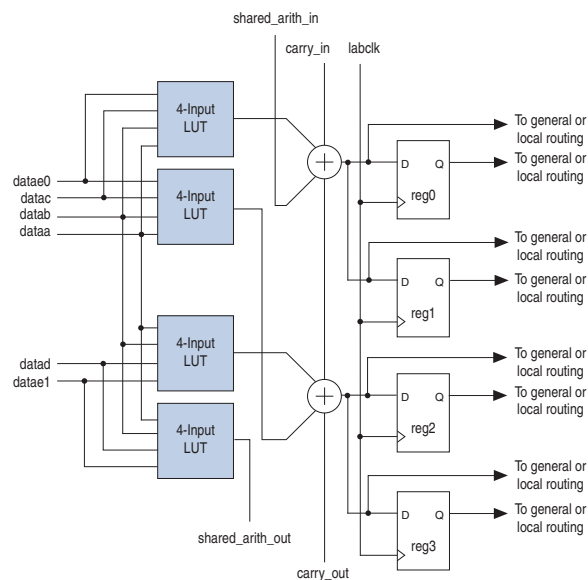 shared_arith_in
carry_in
labclk
4-Input
LUT
To general or
local routing
D Q
To general or
local routing
reg0
datae0
datac
datab
dataa
4-Input
LUT
To general or
local routing
D Q
To general or
local routing
reg1
4-Input
LUT
To general or
local routing
datad
datae1
D Q
To general or
local routing
reg2
4-Input
LUT
To general or
local routing
D Q
To general or
local routing
reg3
shared_arith_out
carry_out